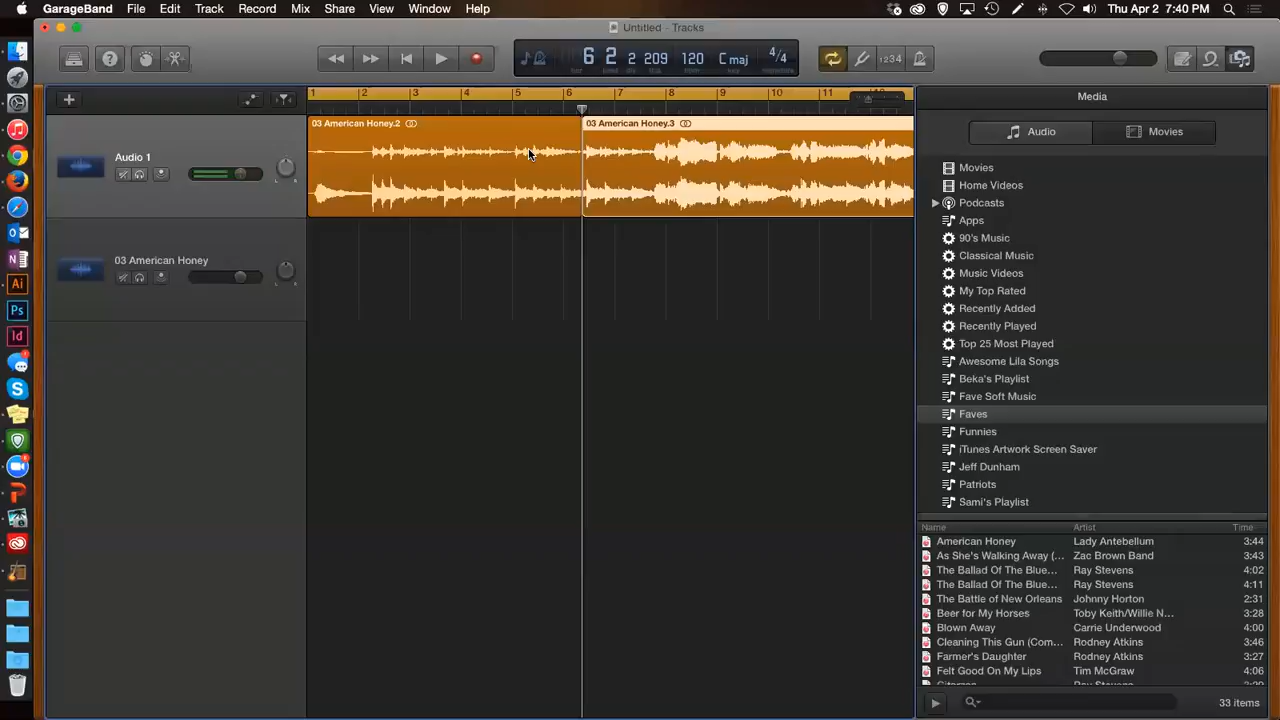 GarageBand File Edit Track Record Mix Share View Window Help
Thu Apr 2 7:40 PM
Untitled - Tracks
6 2 2 209 120 C maj 4/4
1234
1 2 3 4 5 6 7 8 9 10 11
Media
Audio Movies
03 American Honey.2
03 American Honey.3
Audio 1
03 American Honey
Movies
Home Videos
Podcasts
Apps
90's Music
Classical Music
Music Videos
My Top Rated
Recently Added
Recently Played
Top 25 Most Played
Awesome Lila Songs
Beka's Playlist
Fave Soft Music
Faves
Funnies
iTunes Artwork Screen Saver
Jeff Dunham
Patriots
Sami's Playlist
Name Artist Time
American Honey Lady Antebellum 3:44
As She's Walking Away (... Zac Brown Band 3:43
The Ballad Of The Blue... Ray Stevens 4:02
The Ballad Of The Blue... Ray Stevens 4:11
The Battle of New Orleans Johnny Horton 2:31
Beer for My Horses Toby Keith/Willie N... 3:28
Blown Away Carrie Underwood 4:00
Cleaning This Gun (Com... Rodney Atkins 3:46
Farmer's Daughter Rodney Atkins 3:27
Felt Good On My Lips Tim McGraw 4:06
33 items